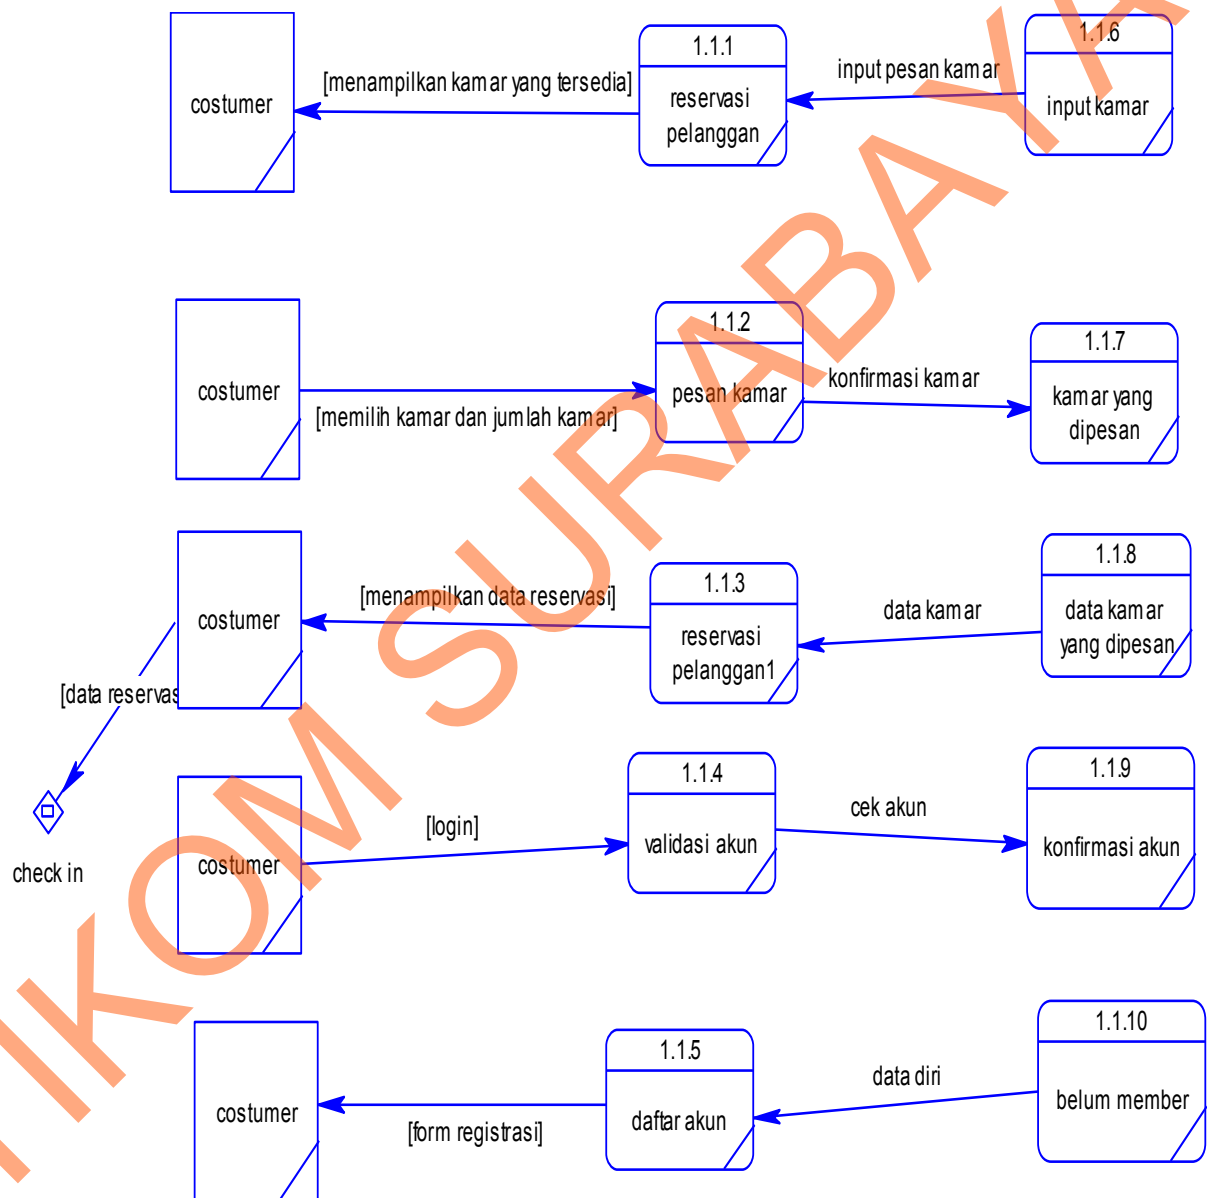 1.1.1
1.1.6
costumer
[menampilkan kamar yang tersedia]
reservasi
pelanggan
input pesan kamar
input kamar
costumer
[memilih kamar dan jumlah kamar]
1.1.2
pesan kamar
konfirmasi kamar
1.1.7
kamar yang
dipesan
costumer
[menampilkan data reservasi]
1.1.3
reservasi
pelanggan1
data kamar
1.1.8
data kamar
yang dipesan
[data reservas
check in
costumer
[login]
1.1.4
validasi akun
cek akun
1.1.9
konfirmasi akun
costumer
[form registrasi]
1.1.5
daftar akun
data diri
1.1.10
belum member
IKOM SURABAYA